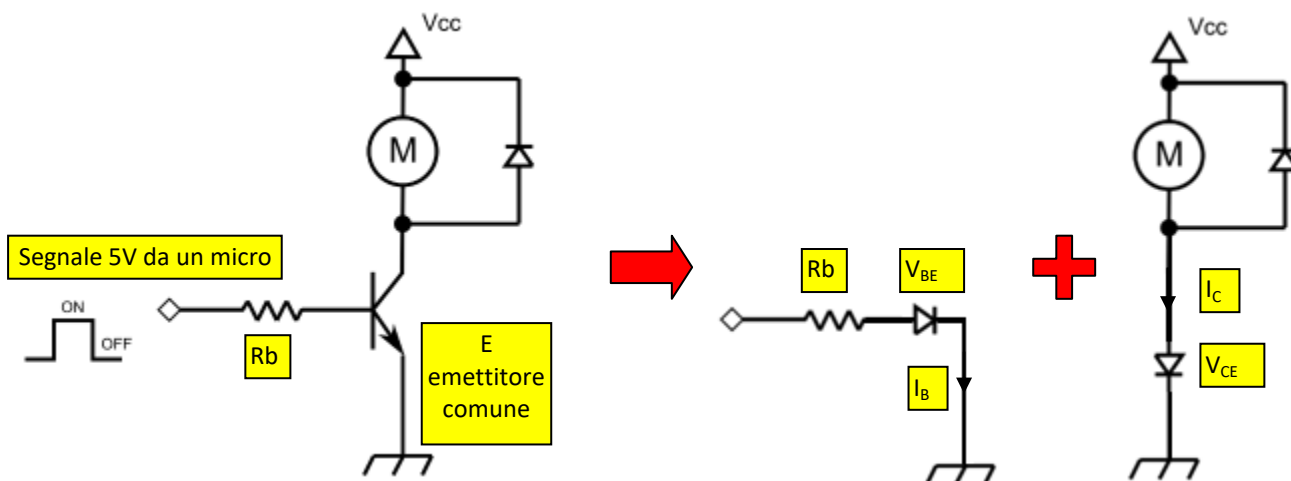 Vcc
M
Segnale 5V da un micro
ON
OFF
Rb
E
emettitore
comune
Rb
VBE
IB
Vcc
M
IC
VCE